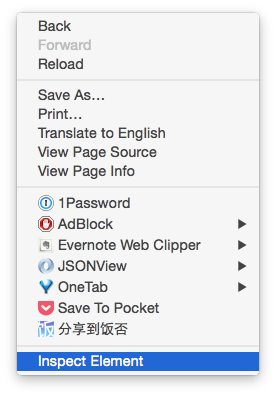 Back
Forward
Reload
Save As…
Print…
Translate to English
View Page Source
View Page Info
1Password
AdBlock
Evernote Web Clipper
JSONView
OneTab
Save To Pocket
分享到饭否
Inspect Element